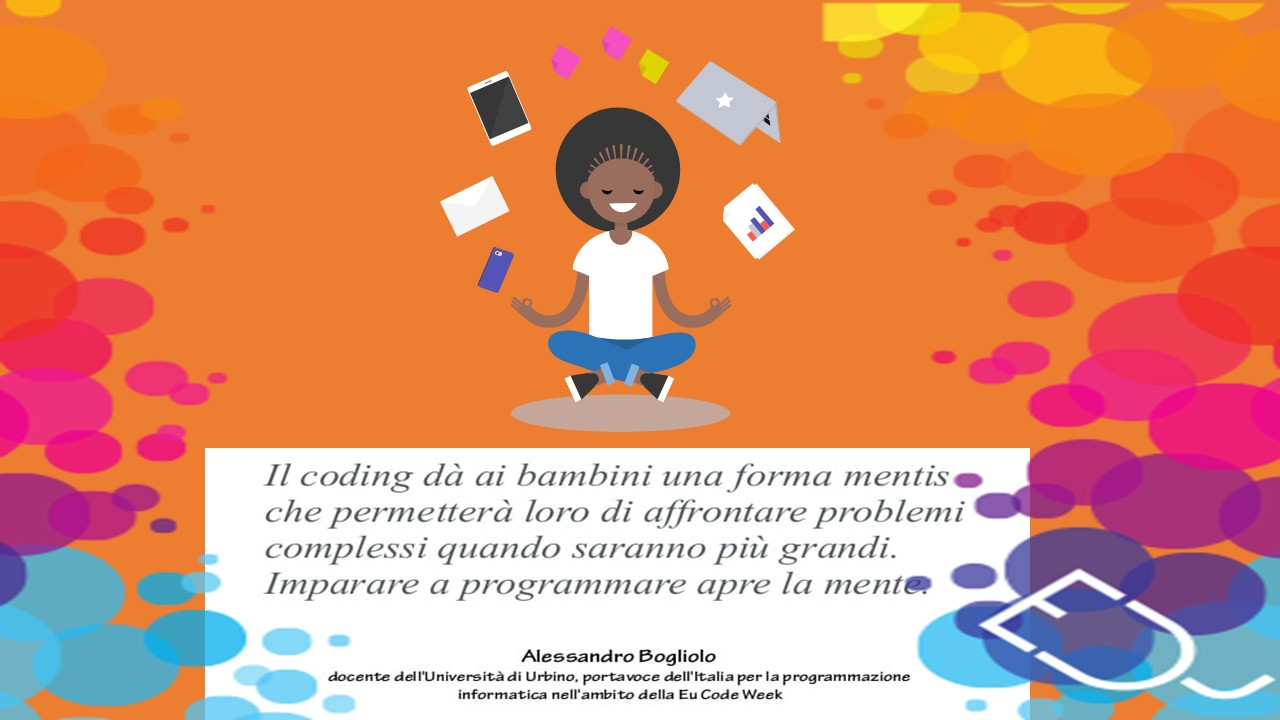 Il coding dà ai bambini una forma mentis
che permetterà loro di affrontare problemi
complessi quando saranno più grandi.
Imparare a programmare apre la mente.
Alessandro Bogliolo
docente dell'Università di Urbino, portavoce dell'Italia per la programmazione
informatica nell'ambito della Eu Code Week